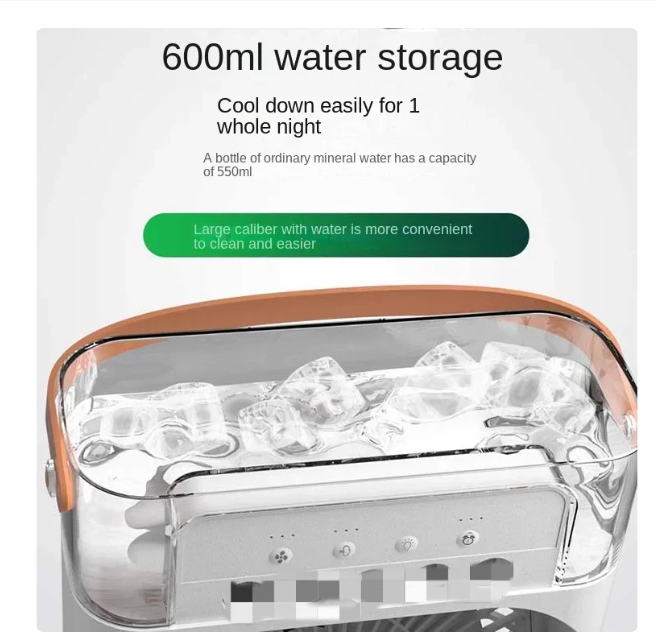 600ml water storage
Cool down easily for 1
whole night
A bottle of ordinary mineral water has a capacity
of 550ml
Large caliber with water is more convenient
to clean and easier